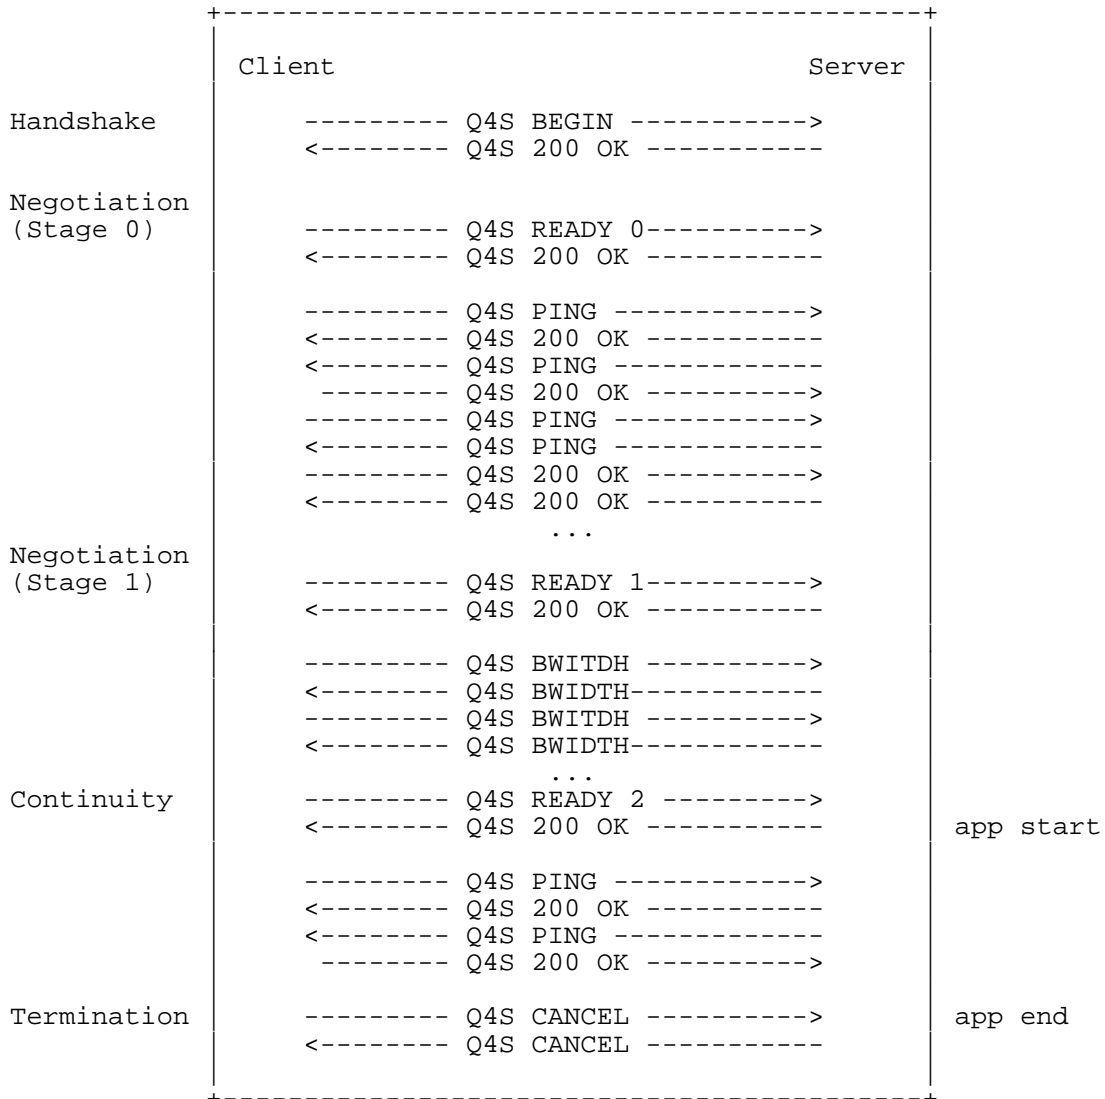 +-------------------------------------------+
Client Server
Handshake --------- Q4S BEGIN ----------->
<-------- Q4S 200 OK -----------
Negotiation
(Stage 0) --------- Q4S READY 0---------->
<-------- Q4S 200 OK -----------
--------- Q4S PING ------------>
<-------- Q4S 200 OK -----------
<-------- Q4S PING -------------
-------- Q4S 200 OK ---------->
--------- Q4S PING ------------>
<-------- Q4S PING -------------
--------- Q4S 200 OK ---------->
<-------- Q4S 200 OK -----------
...
Negotiation
(Stage 1) --------- Q4S READY 1---------->
<-------- Q4S 200 OK -----------
--------- Q4S BWITDH ---------->
<-------- Q4S BWIDTH------------
--------- Q4S BWITDH ---------->
<-------- Q4S BWIDTH------------
...
Continuity --------- Q4S READY 2 --------->
<-------- Q4S 200 OK ----------- app start
--------- Q4S PING ------------>
<-------- Q4S 200 OK -----------
<-------- Q4S PING -------------
-------- Q4S 200 OK ---------->
Termination --------- Q4S CANCEL ----------> app end
<-------- Q4S CANCEL -----------
+-------------------------------------------+